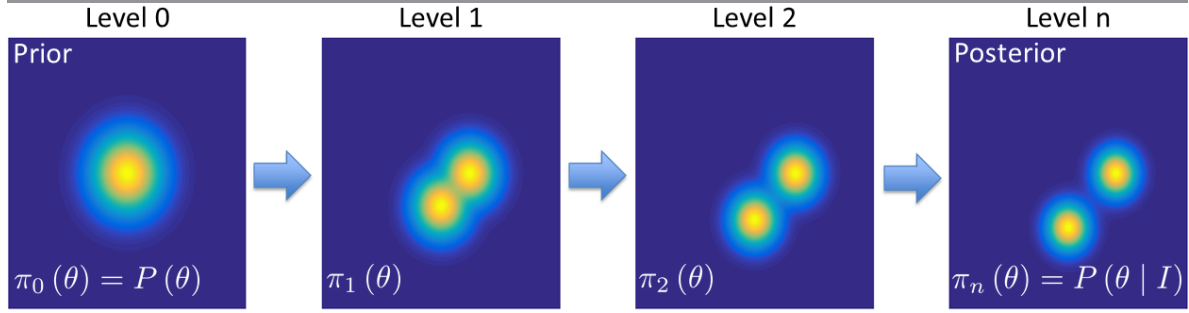 Level 0
Level 1
Level 2
Level n
Prior
Posterior
π₀ (θ) = P (θ)
π₁ (θ)
π₂ (θ)
πₙ (θ) = P (θ | I)